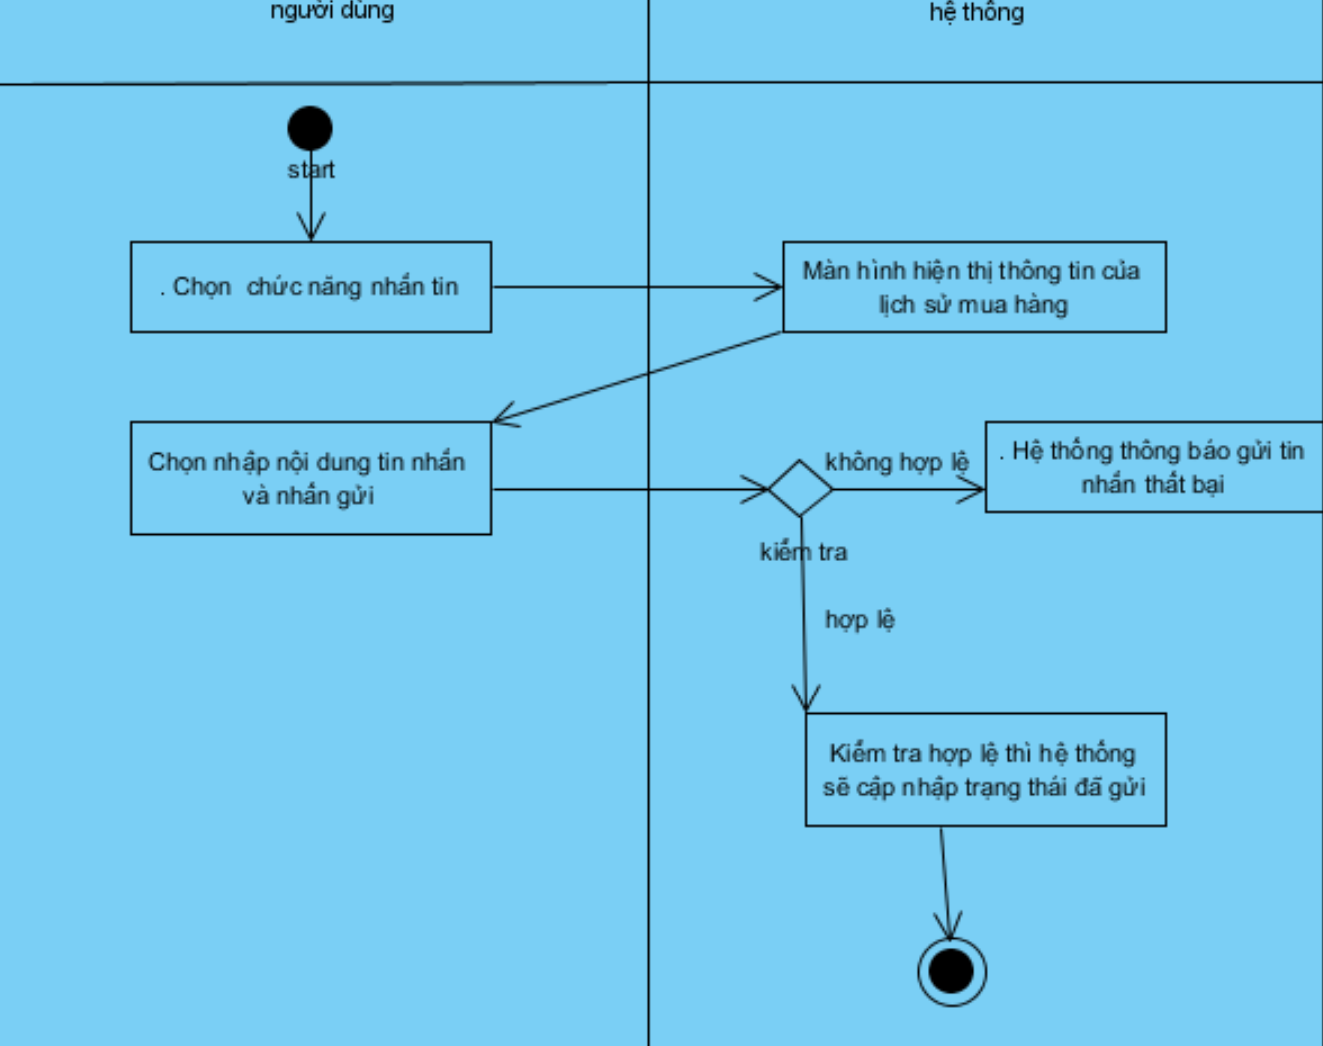 người dùng
hệ thống
start
. Chọn chức năng nhắn tin
Màn hình hiện thị thông tin của
lịch sử mua hàng
Chọn nhập nội dung tin nhắn
và nhấn gửi
không hợp lệ
. Hệ thống thông báo gửi tin
nhắn thất bại
kiểm tra
hợp lệ
Kiểm tra hợp lệ thì hệ thống
sẽ cập nhập trạng thái đã gửi